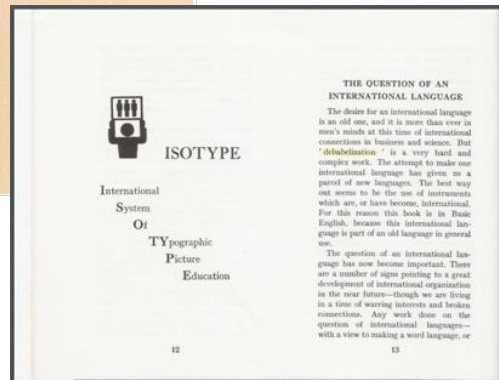 ISOTYPE
International
System
Of
TYpographic
Picture
Education
12
THE QUESTION OF AN
INTERNATIONAL LANGUAGE
The desire for an international language
is an old one, and it is more than ever in
men's minds at this time of international
connections in business and science. But
' debabelization ' is a very hard and
complex work. The attempt to make one
international language has given us a
parcel of new languages. The best way
out seems to be the use of instruments
which are, or have become, international.
For this reason this book is in Basic
English, because this international lan-
guage is part of an old language in general
use.
The question of an international lan-
guage has now become important. There
are a number of signs pointing to a great
development of international organization
in the near future—though we are living
in a time of warring interests and broken
connections. Any work done on the
question of international languages—
with a view to making a word language, or
13